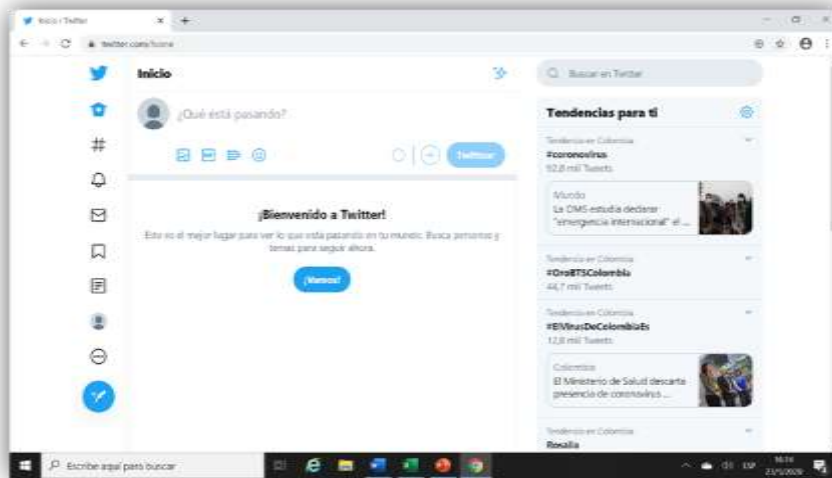 Inicio / Twitter
twitter.com/home
Inicio
Buscar en Twitter
¿Qué está pasando?
Twittear
¡Bienvenido a Twitter!
Este es el mejor lugar para ver lo que está pasando en tu mundo. Busca personas y
temas para seguir ahora.
¡Vamos!
Tendencias para ti
Tendencia en Colombia
#coronavirus
92,8 mil Tweets
Mundo
La OMS estudia declarar
"emergencia internacional" el ...
Tendencia en Colombia
#OroBTSColombia
44,7 mil Tweets
Tendencia en Colombia
#ElVirusDeColombiaEs
12,8 mil Tweets
Colombia
El Ministerio de Salud descarta
presencia de coronavirus ...
Tendencia en Colombia
Rosalía
Escribe aquí para buscar
ESP